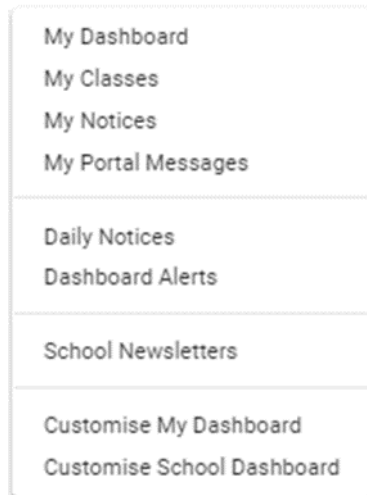 My Dashboard
My Classes
My Notices
My Portal Messages
Daily Notices
Dashboard Alerts
School Newsletters
Customise My Dashboard
Customise School Dashboard